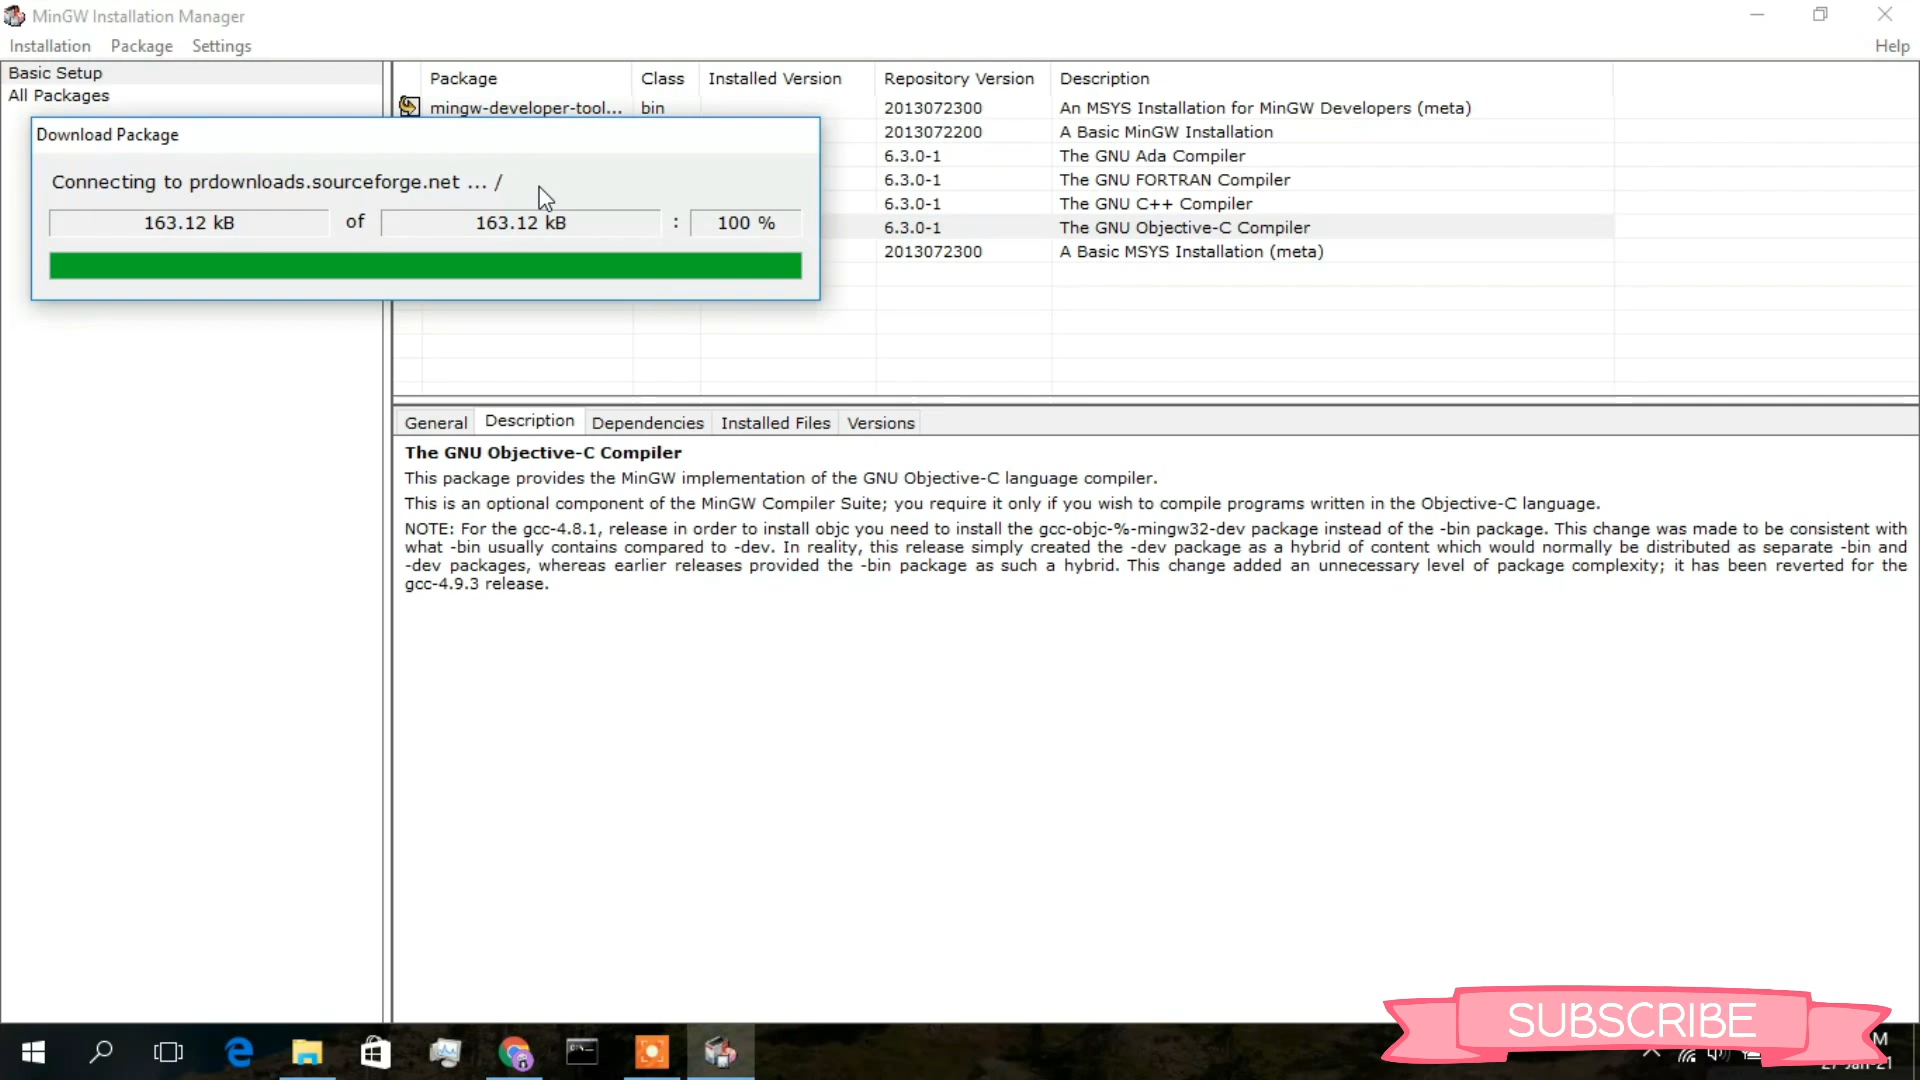 MinGW Installation Manager
Installation Package Settings Help
Basic Setup
All Packages
Package Class Installed Version Repository Version Description
mingw-developer-tool... bin 2013072300 An MSYS Installation for MinGW Developers (meta)
2013072200 A Basic MinGW Installation
6.3.0-1 The GNU Ada Compiler
6.3.0-1 The GNU FORTRAN Compiler
6.3.0-1 The GNU C++ Compiler
6.3.0-1 The GNU Objective-C Compiler
2013072300 A Basic MSYS Installation (meta)
Download Package
Connecting to prdownloads.sourceforge.net ... /
163.12 kB of 163.12 kB : 100 %
General Description Dependencies Installed Files Versions
The GNU Objective-C Compiler
This package provides the MinGW implementation of the GNU Objective-C language compiler.
This is an optional component of the MinGW Compiler Suite; you require it only if you wish to compile programs written in the Objective-C language.
NOTE: For the gcc-4.8.1, release in order to install objc you need to install the gcc-objc-%-mingw32-dev package instead of the -bin package. This change was made to be consistent with
what -bin usually contains compared to -dev. In reality, this release simply created the -dev package as a hybrid of content which would normally be distributed as separate -bin and
-dev packages, whereas earlier releases provided the -bin package as such a hybrid. This change added an unnecessary level of package complexity; it has been reverted for the
gcc-4.9.3 release.
SUBSCRIBE